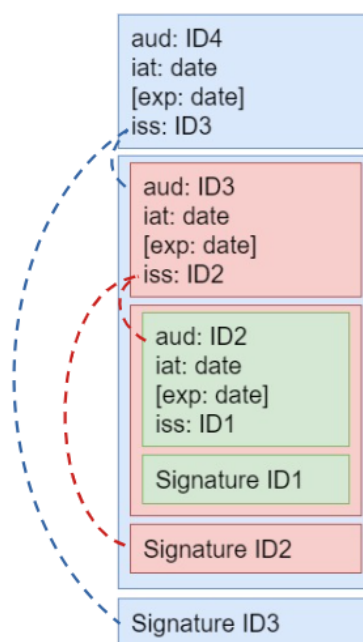 aud: ID4
iat: date
[exp: date]
iss: ID3
aud: ID3
iat: date
[exp: date]
iss: ID2
aud: ID2
iat: date
[exp: date]
iss: ID1
Signature ID1
Signature ID2
Signature ID3